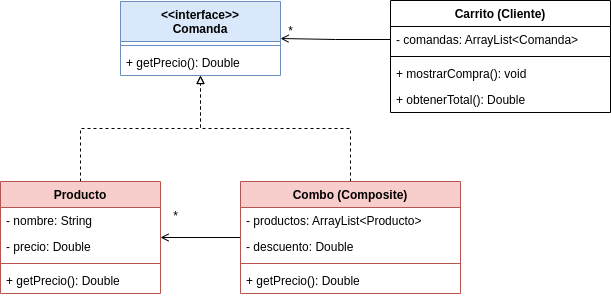 <<interface>>
Comanda
+ getPrecio(): Double
*
Carrito (Cliente)
- comandas: ArrayList<Comanda>
+ mostrarCompra(): void
+ obtenerTotal(): Double
Producto
- nombre: String
- precio: Double
+ getPrecio(): Double
*
Combo (Composite)
- productos: ArrayList<Producto>
- descuento: Double
+ getPrecio(): Double